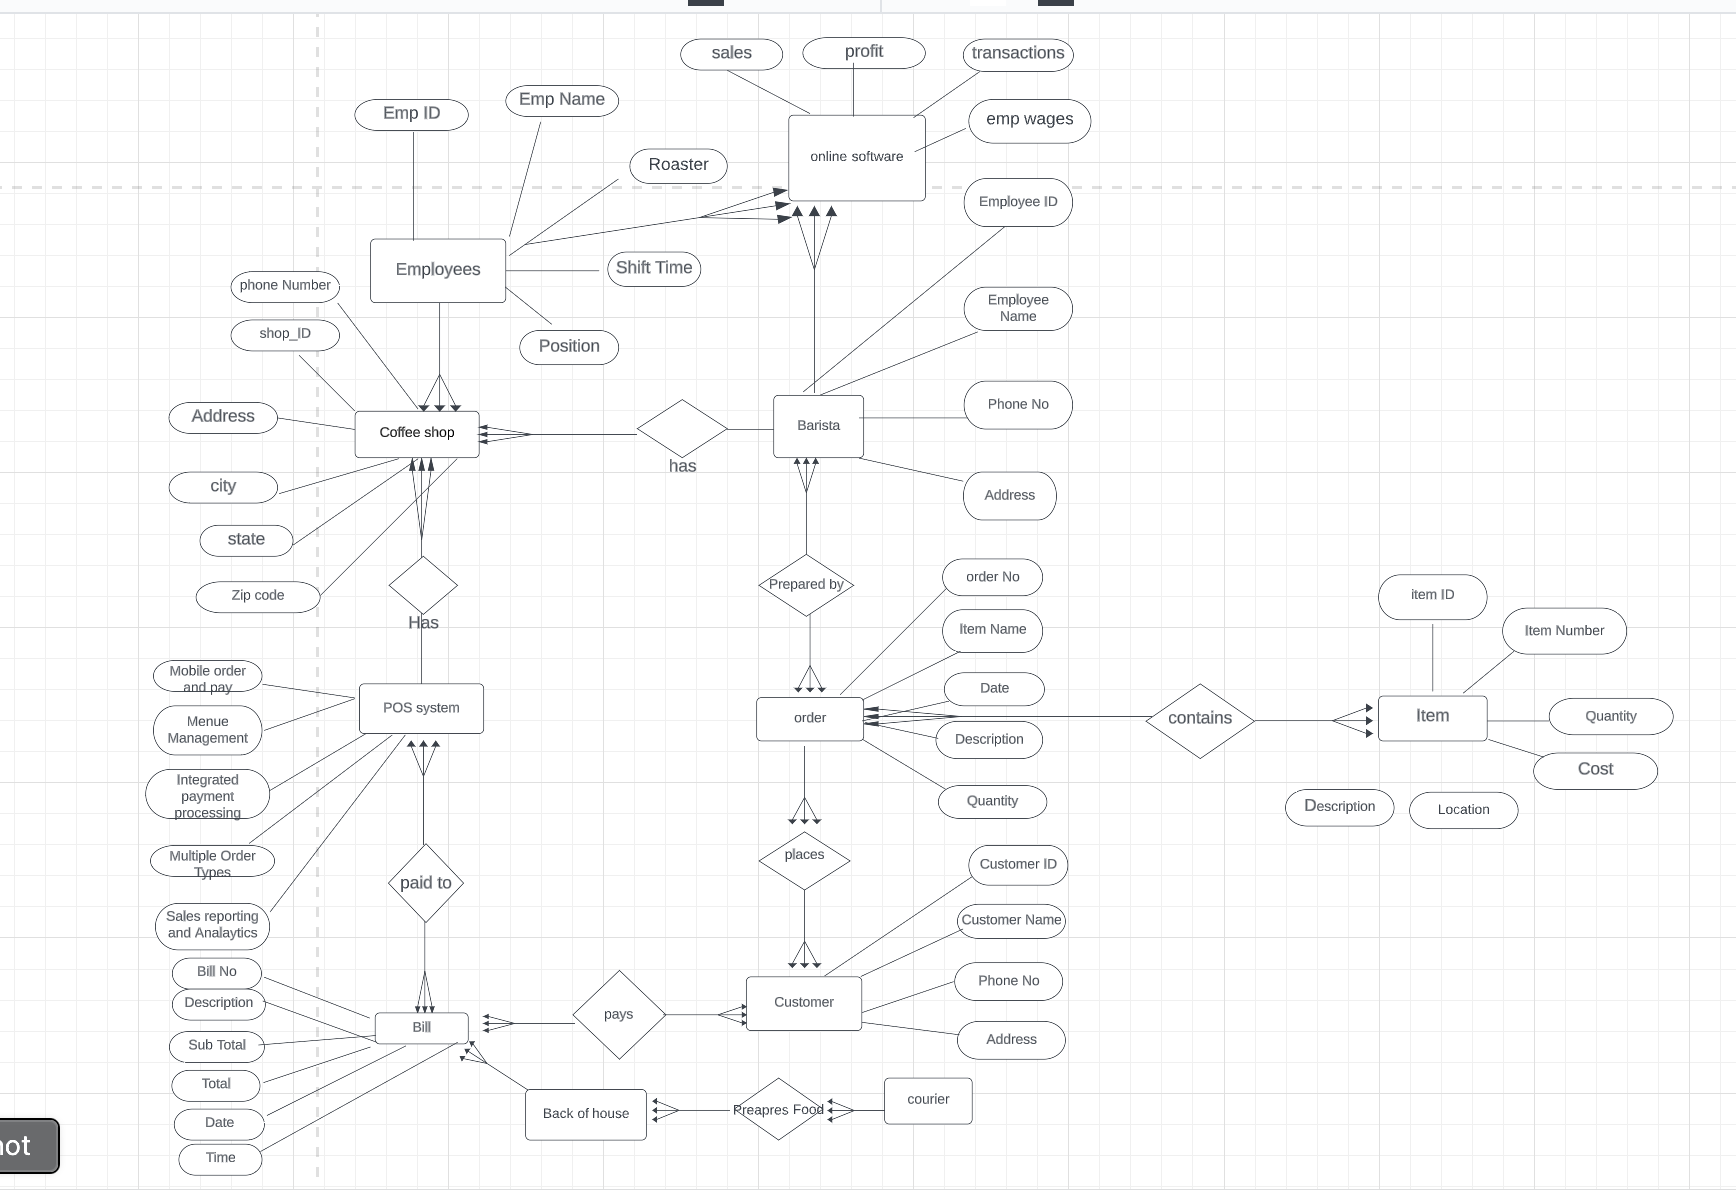 sales
profit
transactions
Emp ID
Emp Name
emp wages
online software
Roaster
Employee ID
Employees
Shift Time
phone Number
Employee
Name
shop_ID
Position
Address
Coffee shop
has
Barista
Phone No
city
Address
state
Zip code
Has
Prepared by
order No
item ID
Item Name
Item Number
Mobile order
and pay
POS system
Menue
Management
order
Date
Description
contains
Item
Quantity
Integrated
payment
processing
Quantity
Cost
Description
Location
Multiple Order
Types
paid to
places
Customer ID
Sales reporting
and Analaytics
Customer Name
Bill No
Description
Phone No
Customer
pays
Bill
Sub Total
Address
Total
Back of house
Preapres Food
courier
Date
Time
not